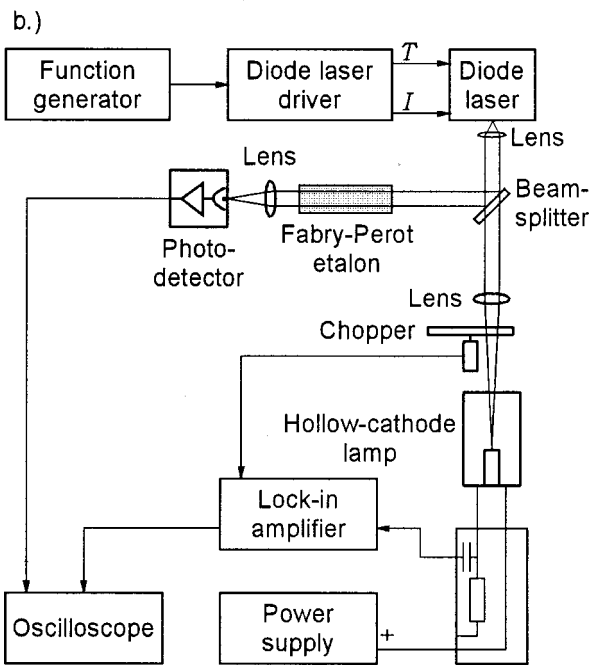 b.)
Function
generator
Diode laser
driver
T
I
Diode
laser
Lens
Lens
Beam-
splitter
Photo-
detector
Fabry-Perot
etalon
Lens
Chopper
Hollow-cathode
lamp
Lock-in
amplifier
Oscilloscope
Power
supply
+